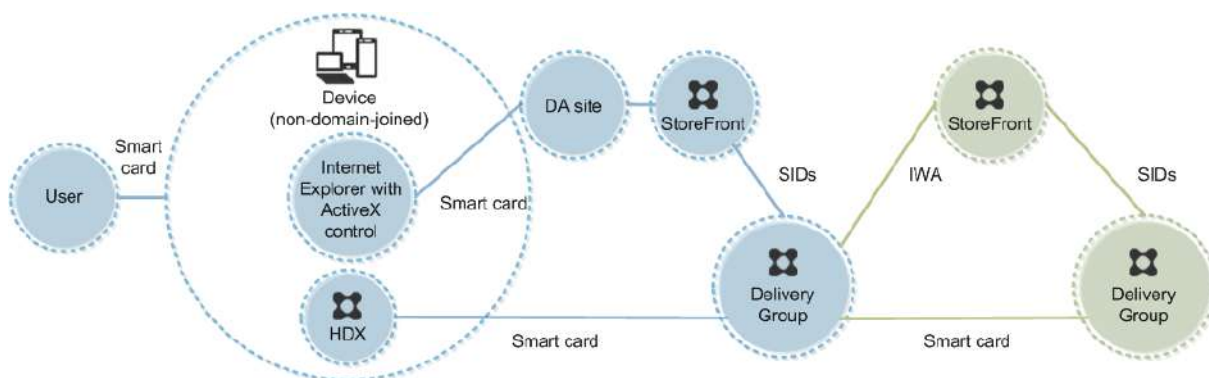 User
Smart
card
Device
(non-domain-joined)
Internet
Explorer with
ActiveX
control
HDX
Smart card
DA site
StoreFront
SIDs
Delivery
Group
Smart card
IWA
StoreFront
SIDs
Delivery
Group
Smart card